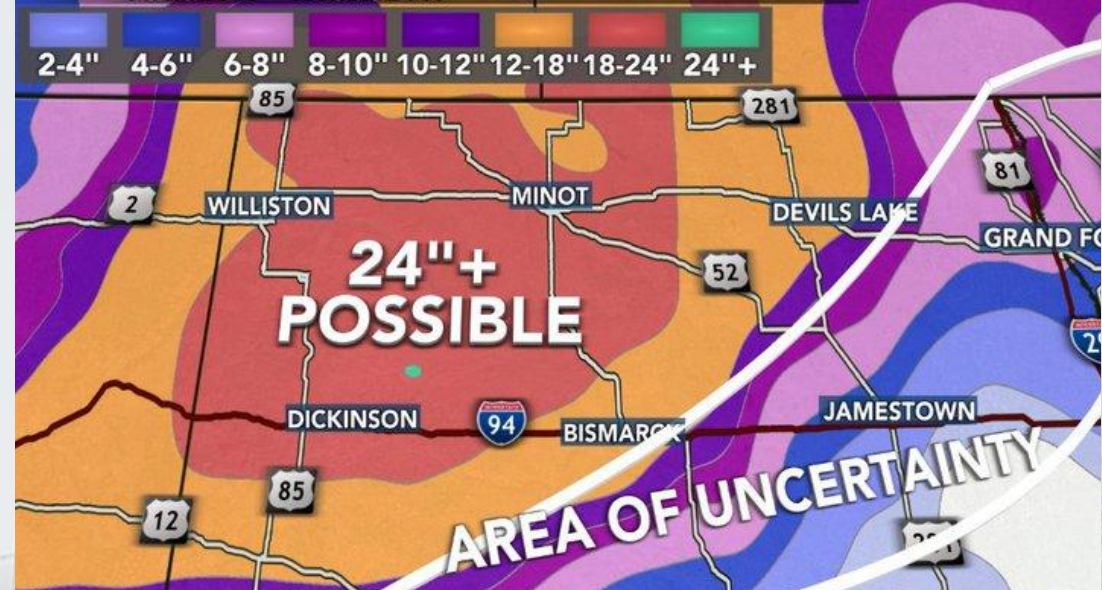 2-4" 4-6" 6-8" 8-10" 10-12" 12-18" 18-24" 24"+
85
281
81
2
WILLISTON
MINOT
DEVILS LAKE
GRAND FO
24"+
POSSIBLE
52
DICKINSON
94
BISMARCK
JAMESTOWN
AREA OF UNCERTAINTY
85
12